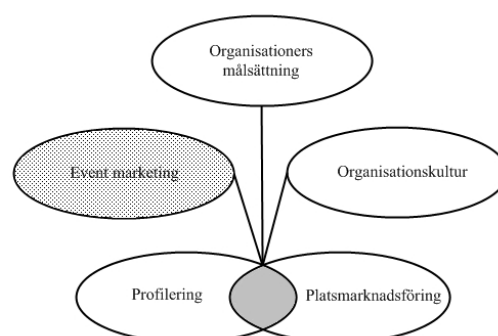 Organisationers
målsättning
Event marketing
Organisationskultur
Profilering
Platsmarknadsföring